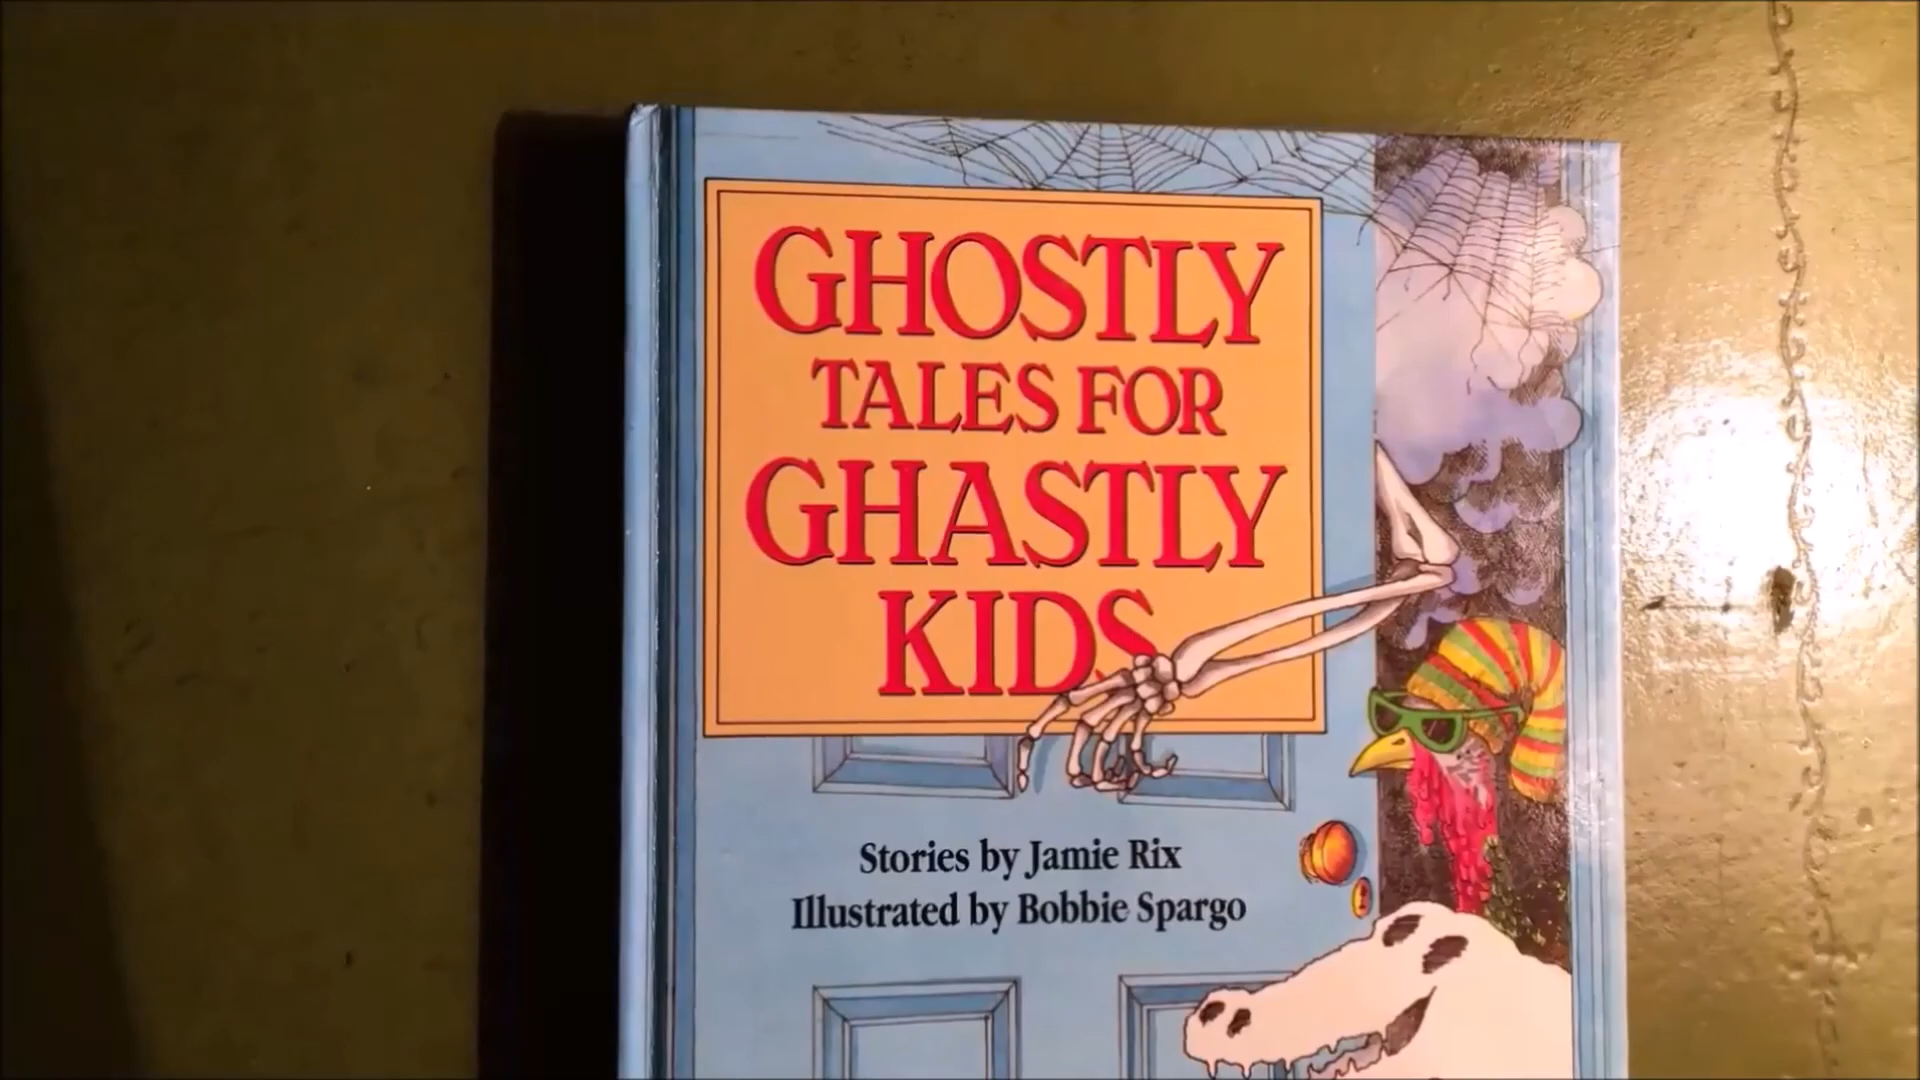 GHOSTLY
TALES FOR
GHASTLY
KIDS
Stories by Jamie Rix
Illustrated by Bobbie Spargo